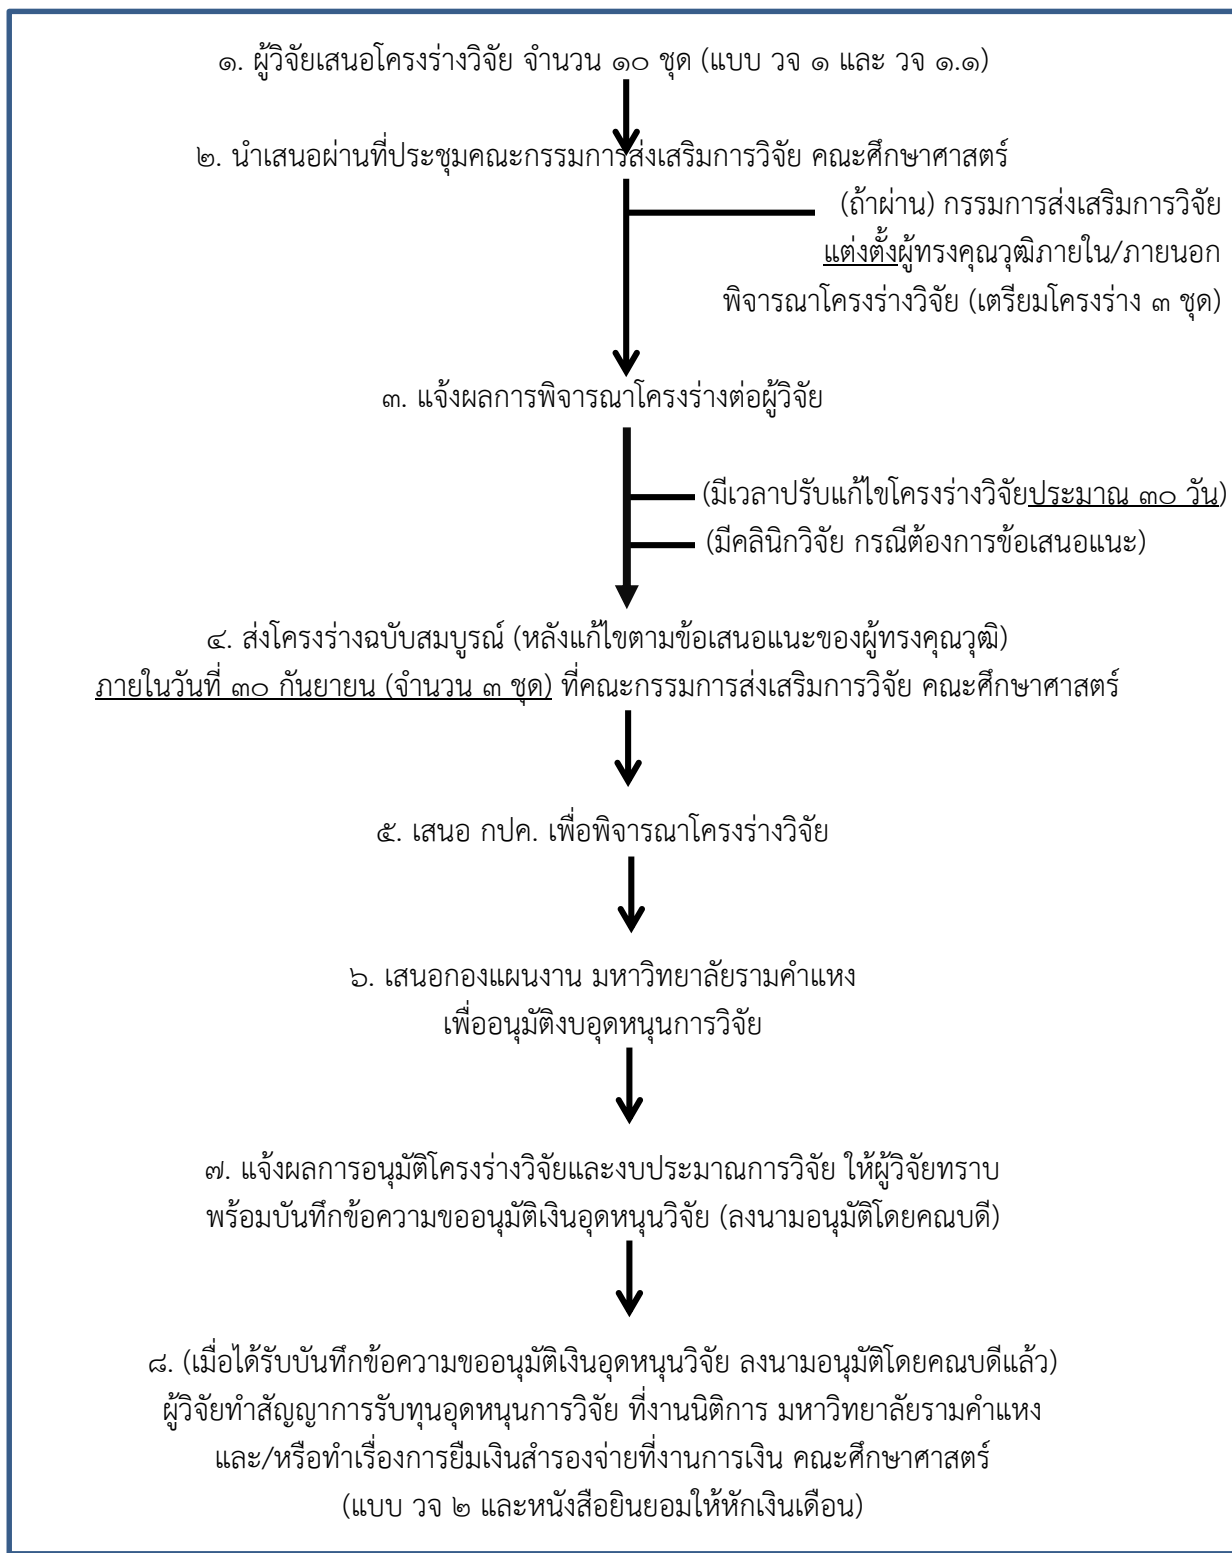 ๑. ผู้วิจัยเสนอโครงร่างวิจัย จำนวน ๑๐ ชุด (แบบ วจ ๑ และ วจ ๑.๑)
๒. นำเสนอผ่านที่ประชุมคณะกรรมการส่งเสริมการวิจัย คณะศึกษาศาสตร์
(ถ้าผ่าน) กรรมการส่งเสริมการวิจัย
แต่งตั้งผู้ทรงคุณวุฒิภายใน/ภายนอก
พิจารณาโครงร่างวิจัย (เตรียมโครงร่าง ๓ ชุด)
๓. แจ้งผลการพิจารณาโครงร่างต่อผู้วิจัย
(มีเวลาปรับแก้ไขโครงร่างวิจัยประมาณ ๓๐ วัน)
(มีคลินิกวิจัย กรณีต้องการข้อเสนอแนะ)
๔. ส่งโครงร่างฉบับสมบูรณ์ (หลังแก้ไขตามข้อเสนอแนะของผู้ทรงคุณวุฒิ)
ภายในวันที่ ๓๐ กันยายน (จำนวน ๓ ชุด) ที่คณะกรรมการส่งเสริมการวิจัย คณะศึกษาศาสตร์
๕. เสนอ กปค. เพื่อพิจารณาโครงร่างวิจัย
๖. เสนอกองแผนงาน มหาวิทยาลัยรามคำแหง
เพื่ออนุมัติงบอุดหนุนการวิจัย
๗. แจ้งผลการอนุมัติโครงร่างวิจัยและงบประมาณการวิจัย ให้ผู้วิจัยทราบ
พร้อมบันทึกข้อความขออนุมัติเงินอุดหนุนวิจัย (ลงนามอนุมัติโดยคณบดี)
๘. (เมื่อได้รับบันทึกข้อความขออนุมัติเงินอุดหนุนวิจัย ลงนามอนุมัติโดยคณบดีแล้ว)
ผู้วิจัยทำสัญญาการรับทุนอุดหนุนการวิจัย ที่งานนิติการ มหาวิทยาลัยรามคำแหง
และ/หรือทำเรื่องการยืมเงินสำรองจ่ายที่งานการเงิน คณะศึกษาศาสตร์
(แบบ วจ ๒ และหนังสือยินยอมให้หักเงินเดือน)